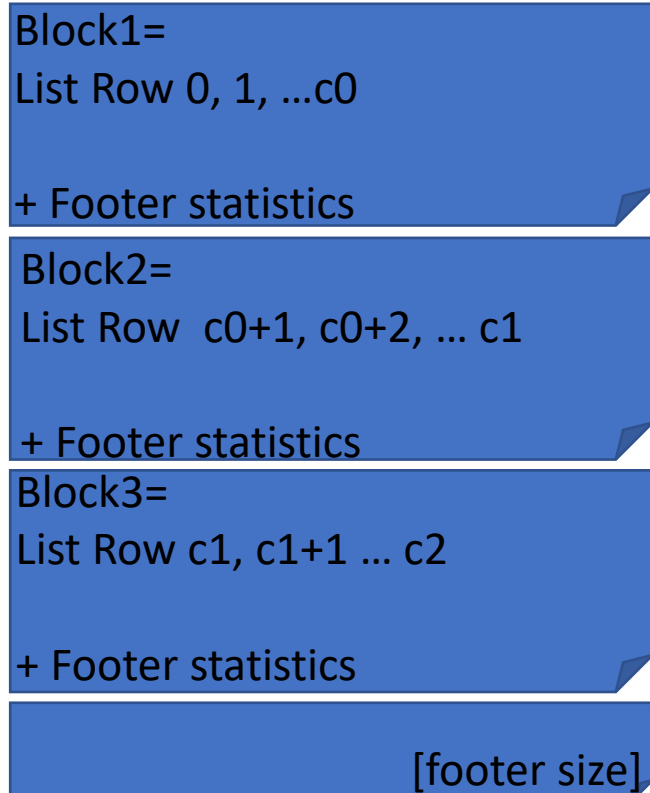 Block1=
List Row 0, 1, …c0
+ Footer statistics
Block2=
List Row  c0+1, c0+2, … c1
+ Footer statistics
Block3=
List Row c1, c1+1 … c2
+ Footer statistics
[footer size]